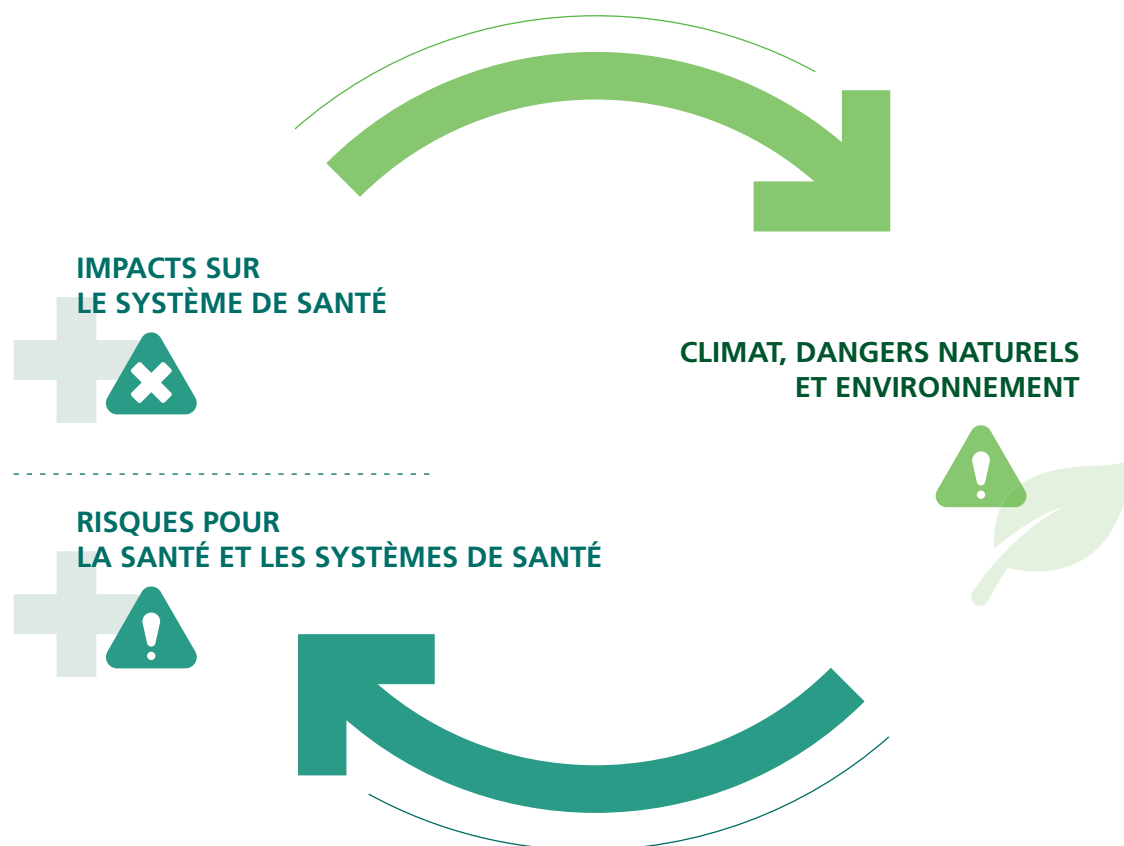 IMPACTS SUR
LE SYSTÈME DE SANTÉ
CLIMAT, DANGERS NATURELS
ET ENVIRONNEMENT
RISQUES POUR
LA SANTÉ ET LES SYSTÈMES DE SANTÉ